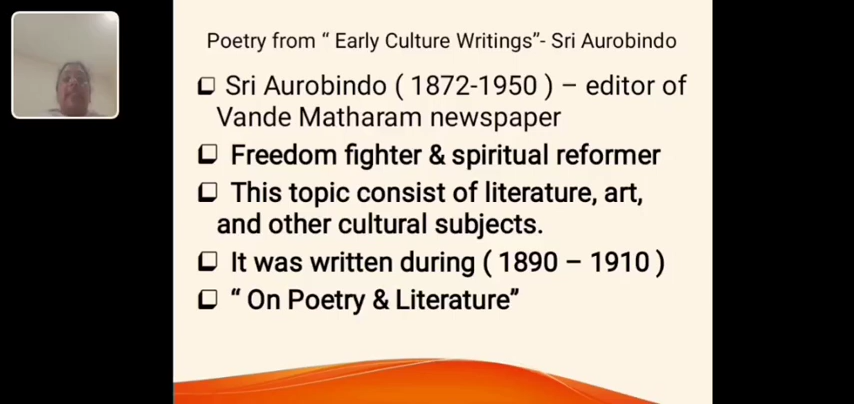 Poetry from “ Early Culture Writings”- Sri Aurobindo
❑ Sri Aurobindo ( 1872-1950 ) – editor of
Vande Matharam newspaper
❑ Freedom fighter & spiritual reformer
❑ This topic consist of literature, art,
and other cultural subjects.
❑ It was written during ( 1890 – 1910 )
❑ “ On Poetry & Literature”